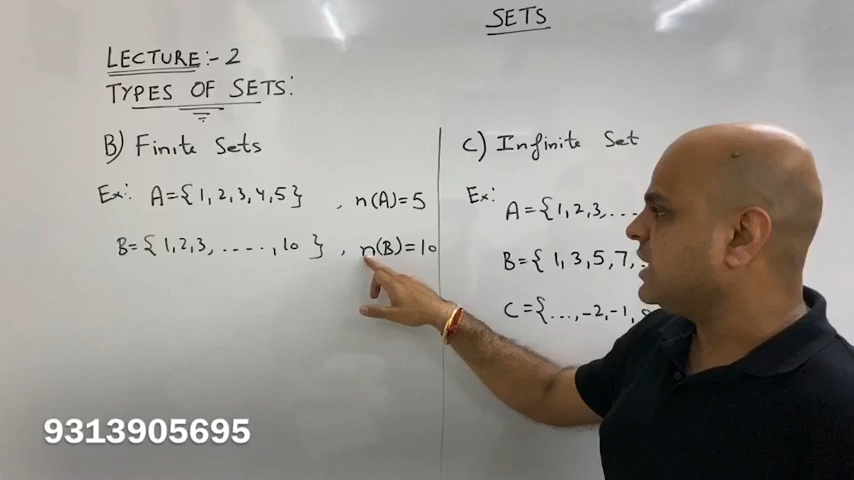 SETS
LECTURE:- 2
TYPES OF SETS:
B) Finite Sets
Ex: A={1,2,3,4,5} , n(A)=5
B={1,2,3, ....., 10} , n(B)=10
C) Infinite Set
Ex: A={1,2,3, ...
B={ 1, 3, 5, 7, ..
C={..., -2, -1, 0
9313905695